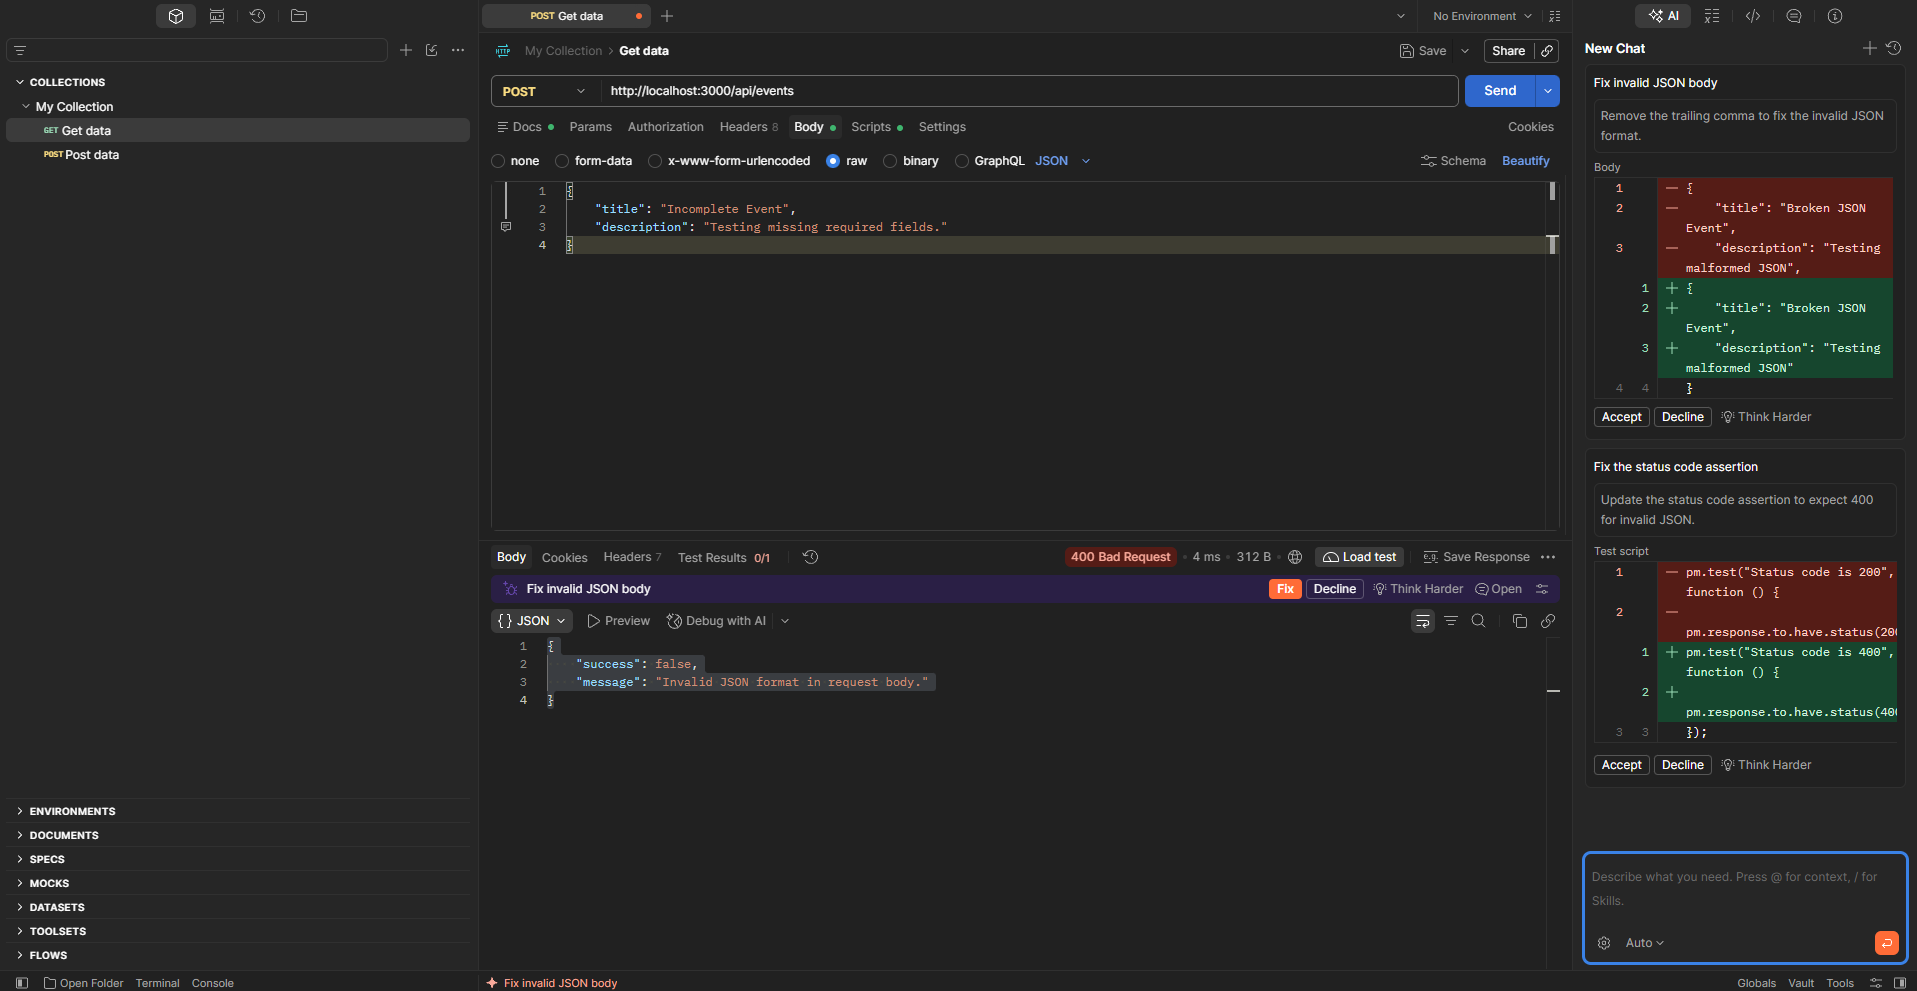 POST Get data
No Environment
AI
My Collection > Get data
Save
Share
New Chat
COLLECTIONS
My Collection
GET Get data
POST Post data
POST
http://localhost:3000/api/events
Send
Docs
Params
Authorization
Headers 8
Body
Scripts
Settings
Cookies
none
form-data
x-www-form-urlencoded
raw
binary
GraphQL
JSON
Schema
Beautify
1 {
2 "title": "Incomplete Event",
3 "description": "Testing missing required fields."
4 }
Body
Cookies
Headers 7
Test Results 0/1
400 Bad Request
4 ms
312 B
Load test
e.g. Save Response
Fix invalid JSON body
Fix
Decline
Think Harder
Open
{} JSON
Preview
Debug with AI
1 {
2 "success": false,
3 "message": "Invalid JSON format in request body."
4 }
Fix invalid JSON body
Remove the trailing comma to fix the invalid JSON
format.
Body
1 — {
2 — "title": "Broken JSON
Event",
3 — "description": "Testing
malformed JSON",
1 + {
2 + "title": "Broken JSON
Event",
3 + "description": "Testing
malformed JSON"
4 4 }
Accept
Decline
Think Harder
Fix the status code assertion
Update the status code assertion to expect 400
for invalid JSON.
Test script
1 — pm.test("Status code is 200",
function () {
2 —
pm.response.to.have.status(200
1 + pm.test("Status code is 400",
function () {
2 +
pm.response.to.have.status(400
3 3 });
Accept
Decline
Think Harder
Describe what you need. Press @ for context, / for
Skills.
Auto
ENVIRONMENTS
DOCUMENTS
SPECS
MOCKS
DATASETS
TOOLSETS
FLOWS
Open Folder
Terminal
Console
Fix invalid JSON body
Globals
Vault
Tools